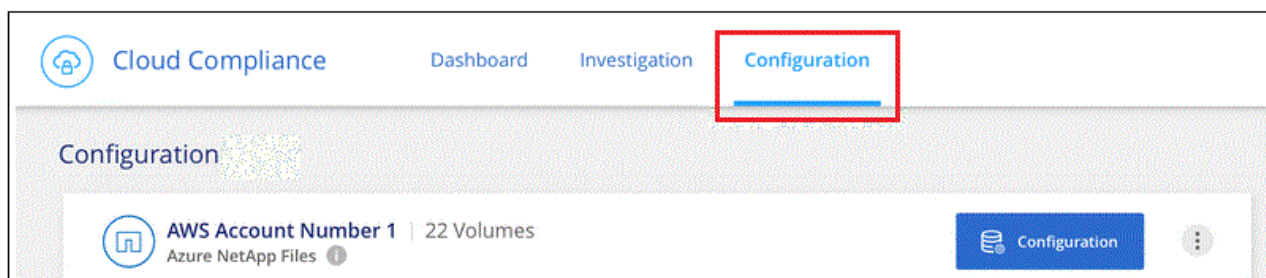 Cloud Compliance Dashboard Investigation Configuration
Configuration
AWS Account Number 1 | 22 Volumes
Configuration
Azure NetApp Files